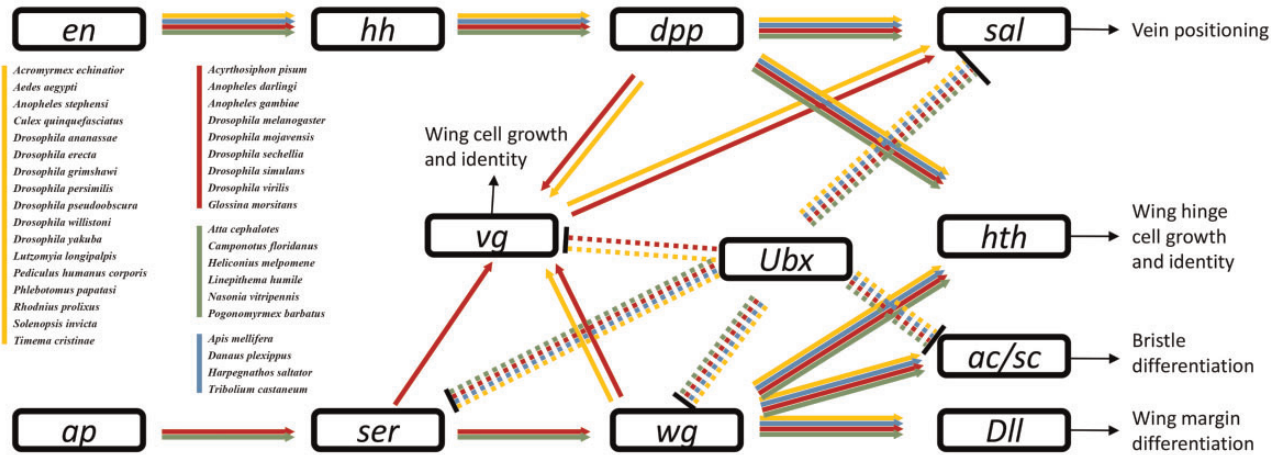 en
hh
dpp
sal
Vein positioning
Acromyrmex echinatior
Aedes aegypti
Anopheles stephensi
Culex quinquefasciatus
Drosophila ananassae
Drosophila erecta
Drosophila grimshawi
Drosophila persimilis
Drosophila pseudoobscura
Drosophila willistoni
Drosophila yakuba
Lutzomyia longipalpis
Pediculus humanus corporis
Phlebotomus papatasi
Rhodnius prolixus
Solenopsis invicta
Timema cristinae
Acyrthosiphon pisum
Anopheles darlingi
Anopheles gambiae
Drosophila melanogaster
Drosophila mojavensis
Drosophila sechellia
Drosophila simulans
Drosophila virilis
Glossina morsitans
Atta cephalotes
Camponotus floridanus
Heliconius melpomene
Linepithema humile
Nasonia vitripennis
Pogonomyrmex barbatus
Apis mellifera
Danaus plexippus
Harpegnathos saltator
Tribolium castaneum
Wing cell growth
and identity
vg
Ubx
hth
Wing hinge
cell growth
and identity
ac/sc
Bristle
differentiation
ap
ser
wg
Dll
Wing margin
differentiation